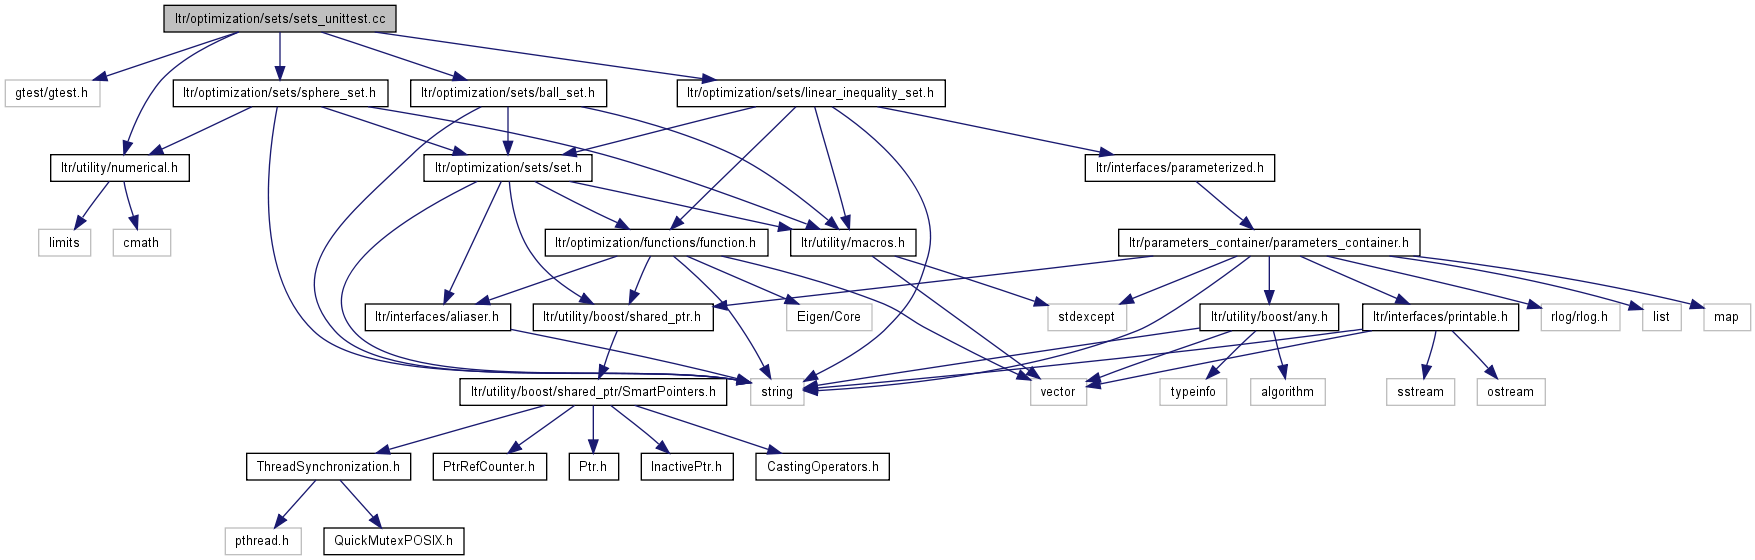 ltr/optimization/sets/sets_unittest.cc
gtest/gtest.h
ltr/optimization/sets/sphere_set.h
ltr/optimization/sets/ball_set.h
ltr/optimization/sets/linear_inequality_set.h
ltr/utility/numerical.h
ltr/optimization/sets/set.h
ltr/interfaces/parameterized.h
limits
cmath
ltr/optimization/functions/function.h
ltr/utility/macros.h
ltr/parameters_container/parameters_container.h
ltr/interfaces/aliaser.h
ltr/utility/boost/shared_ptr.h
Eigen/Core
stdexcept
ltr/utility/boost/any.h
ltr/interfaces/printable.h
rlog/rlog.h
list
map
ltr/utility/boost/shared_ptr/SmartPointers.h
string
vector
typeinfo
algorithm
sstream
ostream
ThreadSynchronization.h
PtrRefCounter.h
Ptr.h
InactivePtr.h
CastingOperators.h
pthread.h
QuickMutexPOSIX.h